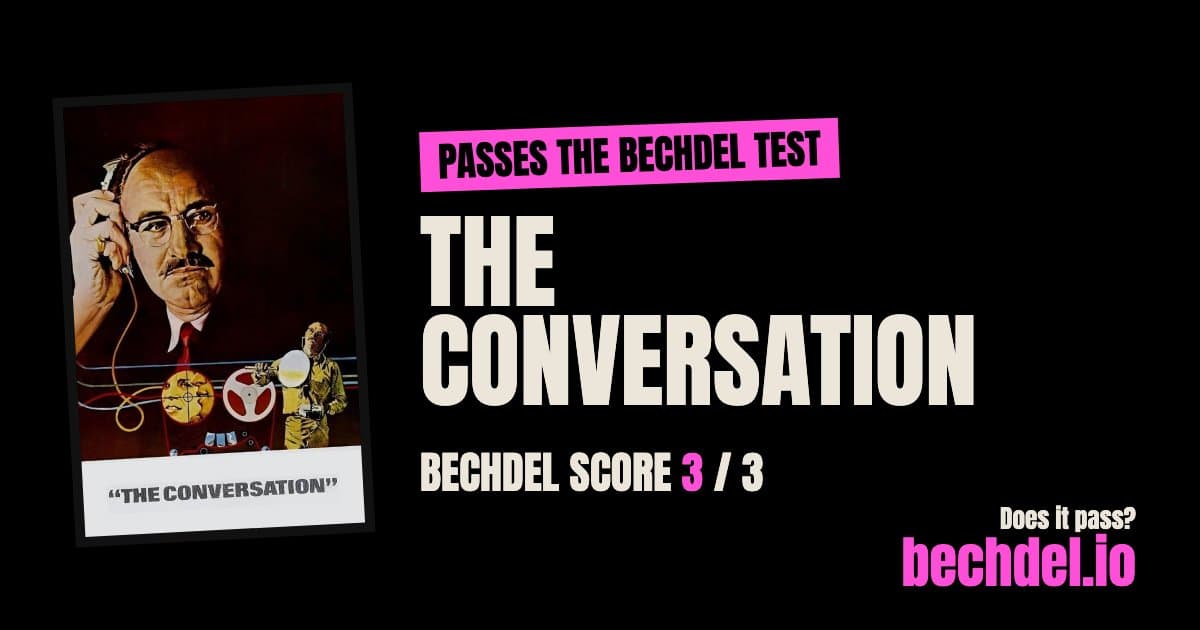 PASSES THE BECHDEL TEST
THE
CONVERSATION
BECHDEL SCORE 3 / 3
"THE CONVERSATION"
Does it pass?
bechdel.io